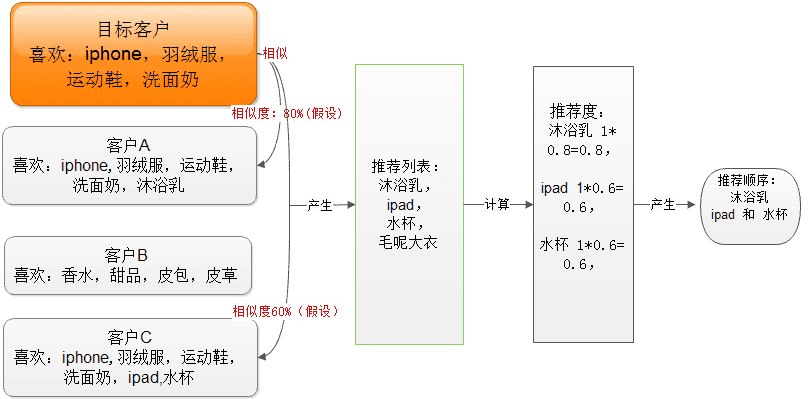 目标客户
喜欢：iphone，羽绒服，
运动鞋，洗面奶
相似
相似度：80%(假设)
客户A
喜欢：iphone,羽绒服，运动鞋，
洗面奶，沐浴乳
客户B
喜欢：香水，甜品，皮包，皮草
相似度60%（假设）
客户C
喜欢：iphone,羽绒服，运动鞋，
洗面奶，ipad,水杯
产生
推荐列表：
沐浴乳，
ipad，
水杯，
毛呢大衣
计算
推荐度：
沐浴乳 1*
0.8=0.8，
ipad 1*0.6=
0.6，
水杯 1*0.6=
0.6，
产生
推荐顺序：
沐浴乳
ipad 和 水杯